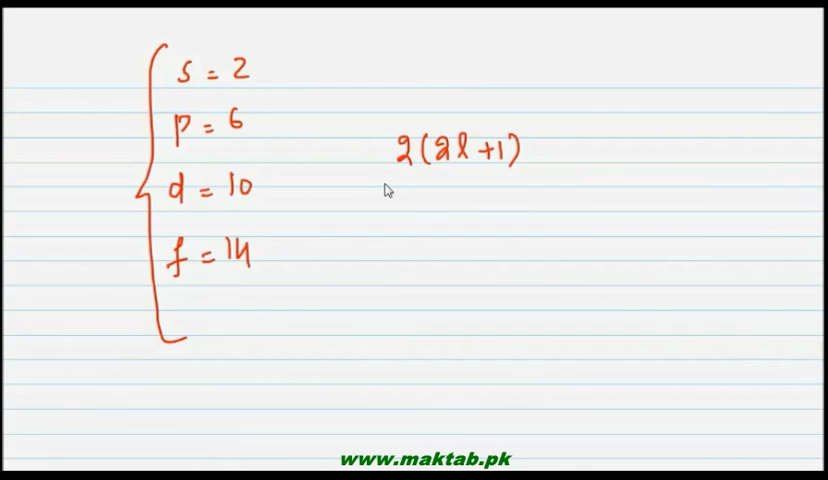 s = 2
p = 6
2(2l+1)
d = 10
f = 14
www.maktab.pk